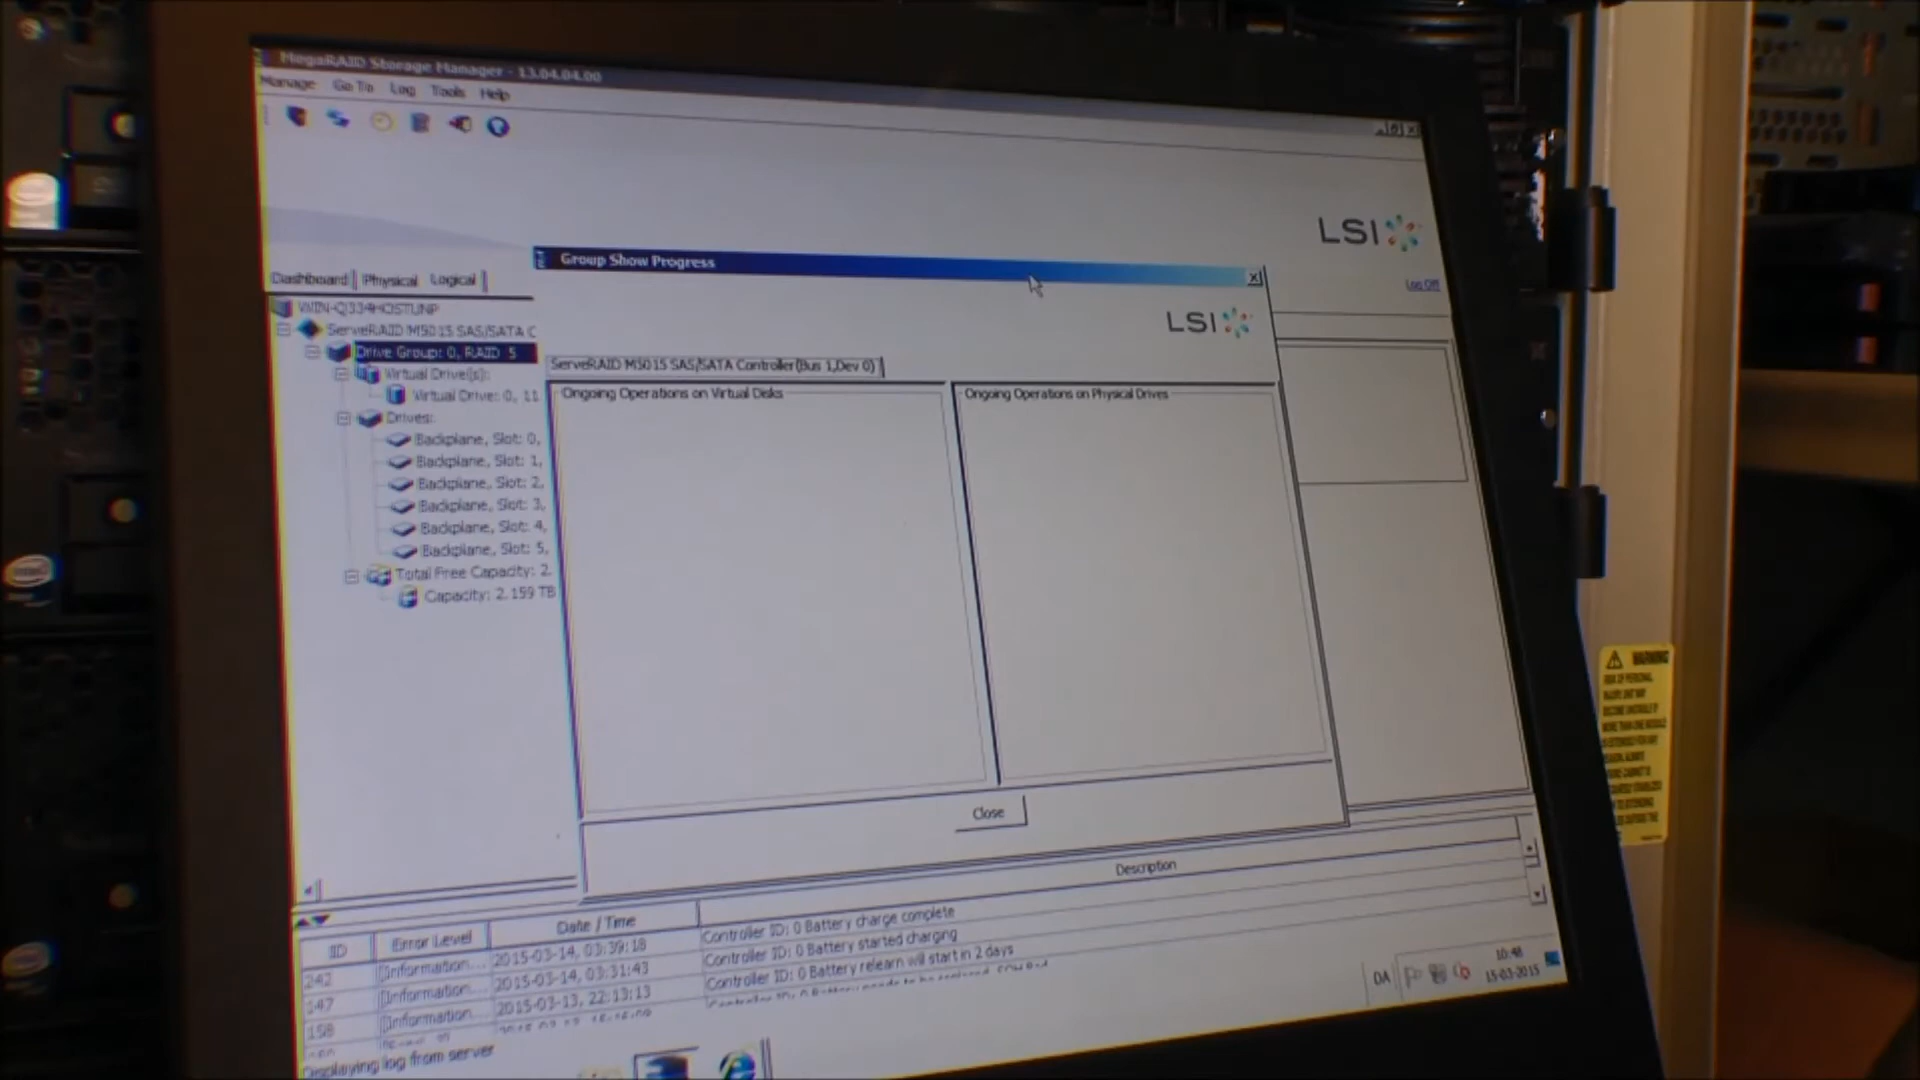 MegaRAID Storage Manager - 13.04.04.00
Manage Go To Log Tools Help
LSI
Log Off
Dashboard Physical Logical
ServeRAID M5015 SAS/SATA C
Drive Group: 0, RAID 5
Virtual Drive(s):
Virtual Drive: 0, 11
Drives:
Backplane, Slot: 0,
Backplane, Slot: 1,
Backplane, Slot: 2,
Backplane, Slot: 3,
Backplane, Slot: 4,
Backplane, Slot: 5,
Total Free Capacity: 2.
Capacity: 2,159 TB
Group Show Progress
LSI
ServeRAID M5015 SAS/SATA Controller(Bus 1,Dev 0)
Ongoing Operations on Virtual Disks
Ongoing Operations on Physical Drives
Close
ID Error Level Date / Time Description
242 [Information... 2015-03-14, 03:39:18 Controller ID: 0 Battery charge complete
147 [Information... 2015-03-14, 03:31:43 Controller ID: 0 Battery started charging
158 [Information... 2015-03-13, 22:13:13 Controller ID: 0 Battery relearn will start in 2 days
Displaying log from server
DA
10:48
15-03-2015
WARNING